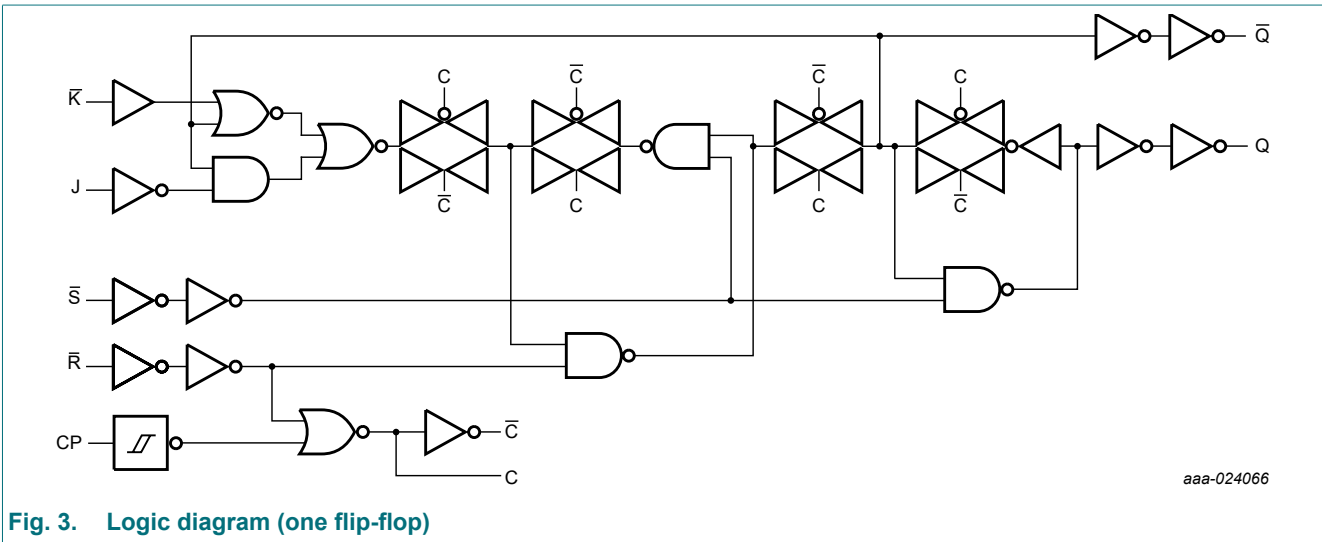 Q̅
C
C̅
C̅
C
K̅
Q
J
C̅
C
C
C̅
S̅
R̅
C̅
CP
C
aaa-024066
Fig. 3. Logic diagram (one flip-flop)